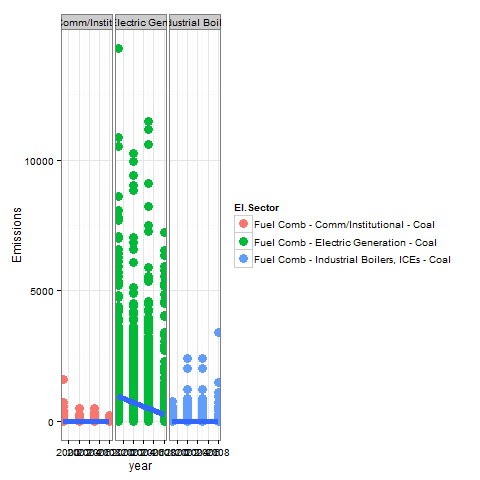 Comm/Instit Electric Gen dustrial Boil
10000
5000
0
Emissions
year
EI.Sector
Fuel Comb - Comm/Institutional - Coal
Fuel Comb - Electric Generation - Coal
Fuel Comb - Industrial Boilers, ICEs - Coal